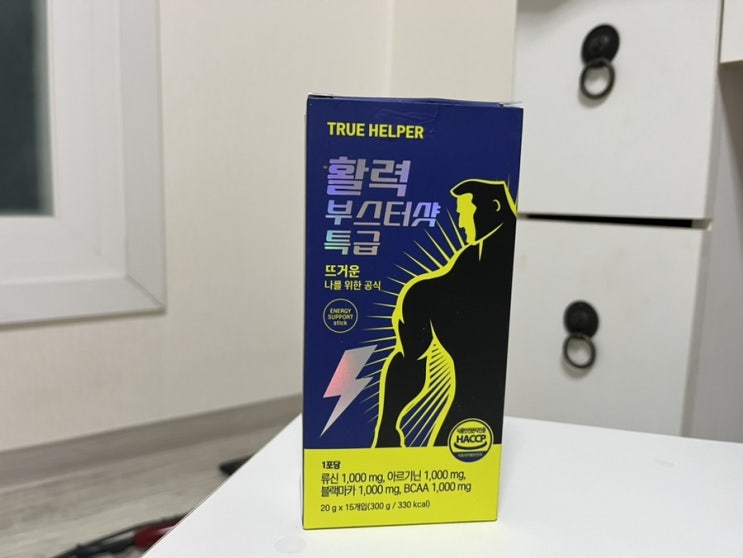 TRUE HELPER
활력
부스터샷
특급
뜨거운
나를 위한 공식
ENERGY
SUPPORT
stick
HACCP
1포당
류신 1,000 mg, 아르기닌 1,000 mg,
블랙마카 1,000 mg, BCAA 1,000 mg
20 g x 15개입(300 g / 330 kcal)